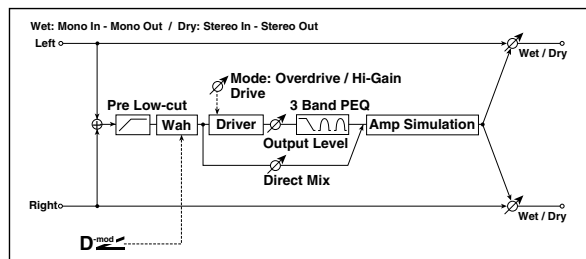 Wet: Mono In - Mono Out / Dry: Stereo In - Stereo Out
Left
Wet / Dry
Mode: Overdrive / Hi-Gain
Drive
Pre Low-cut
3 Band PEQ
Wah
Driver
Amp Simulation
Output Level
Direct Mix
Right
Wet / Dry
D-mod